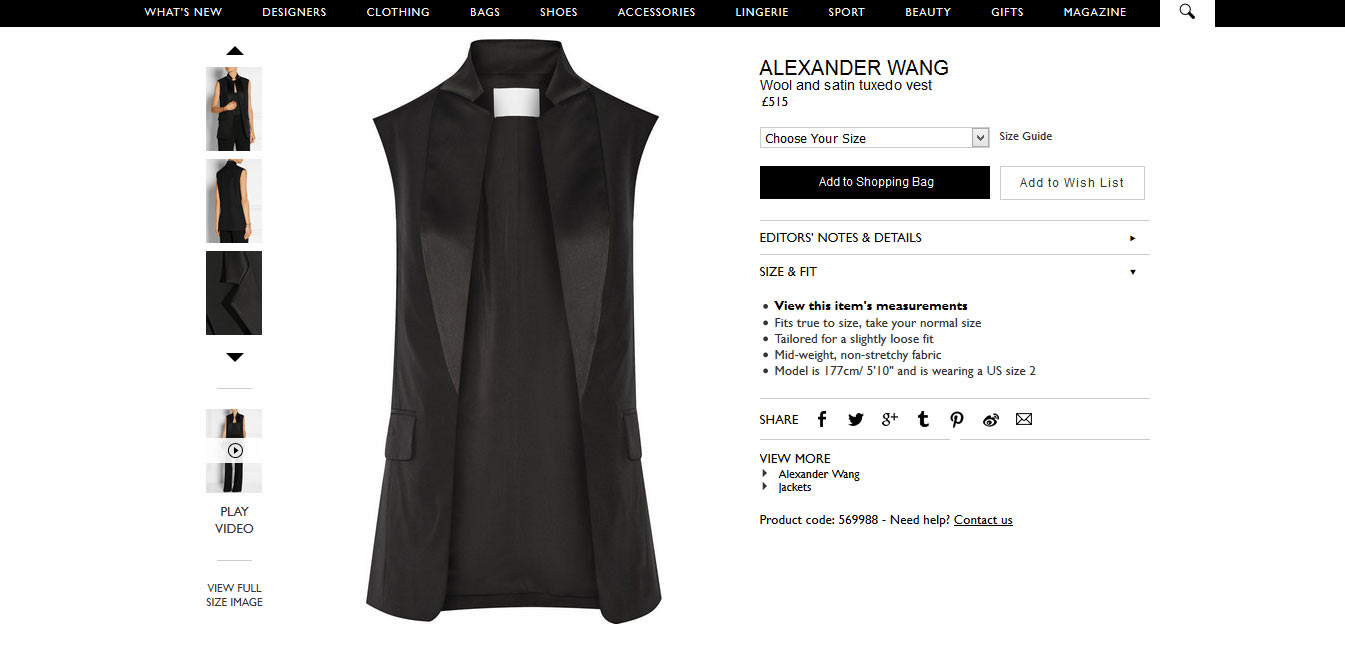 WHAT'S NEW DESIGNERS CLOTHING BAGS SHOES ACCESSORIES LINGERIE SPORT BEAUTY GIFTS MAGAZINE
PLAY
VIDEO
VIEW FULL
SIZE IMAGE
ALEXANDER WANG
Wool and satin tuxedo vest
£515
Choose Your Size Size Guide
Add to Shopping Bag Add to Wish List
EDITORS' NOTES & DETAILS
SIZE & FIT
• View this item's measurements
• Fits true to size, take your normal size
• Tailored for a slightly loose fit
• Mid-weight, non-stretchy fabric
• Model is 177cm/ 5'10" and is wearing a US size 2
SHARE
VIEW MORE
Alexander Wang
Jackets
Product code: 569988 - Need help? Contact us